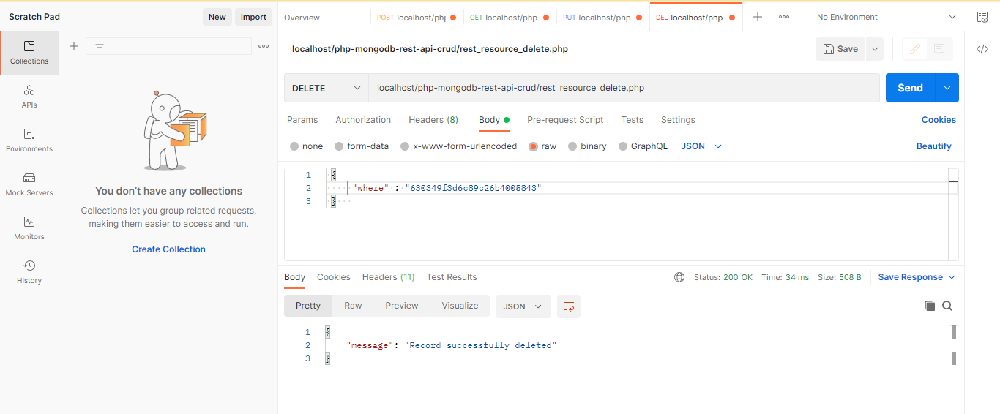 Scratch Pad
New
Import
Overview
POST localhost/php
GET localhost/php-
PUT localhost/php-
DEL localhost/php-
No Environment
Collections
APIs
Environments
Mock Servers
Monitors
History
You don't have any collections
Collections let you group related requests,
making them easier to access and run.
Create Collection
localhost/php-mongodb-rest-api-crud/rest_resource_delete.php
Save
DELETE
localhost/php-mongodb-rest-api-crud/rest_resource_delete.php
Send
Params
Authorization
Headers (8)
Body
Pre-request Script
Tests
Settings
Cookies
none
form-data
x-www-form-urlencoded
raw
binary
GraphQL
JSON
Beautify
1 {
2 "where" : "630349f3d6c89c26b4005843"
3 }
Body
Cookies
Headers (11)
Test Results
Status: 200 OK
Time: 34 ms
Size: 508 B
Save Response
Pretty
Raw
Preview
Visualize
JSON
1 {
2 "message": "Record successfully deleted"
3 }